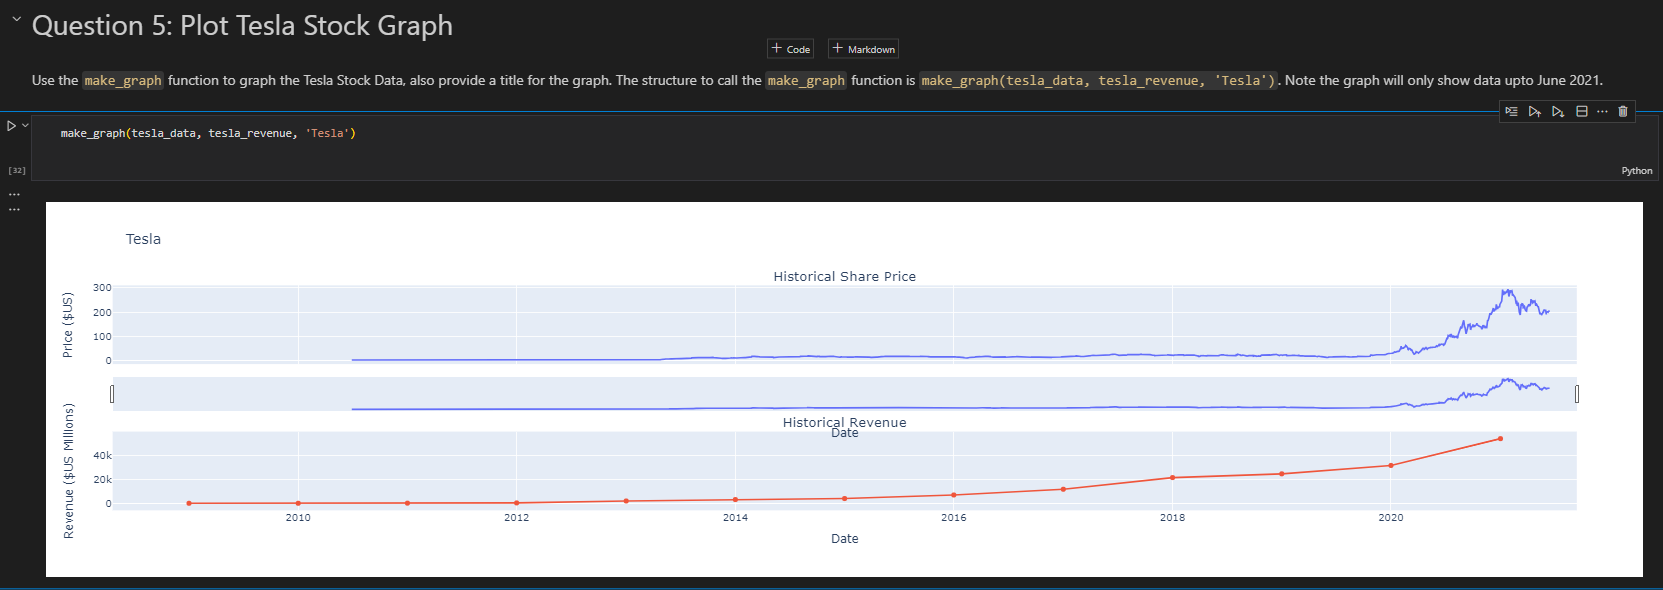 Question 5: Plot Tesla Stock Graph
+ Code + Markdown
Use the make_graph function to graph the Tesla Stock Data, also provide a title for the graph. The structure to call the make_graph function is make_graph(tesla_data, tesla_revenue, 'Tesla'). Note the graph will only show data upto June 2021.
make_graph(tesla_data, tesla_revenue, 'Tesla')
[32]
Python
Tesla
Historical Share Price
Price ($US)
300
200
100
0
Historical Revenue
Date
Revenue ($US Millions)
40k
20k
0
2010 2012 2014 2016 2018 2020
Date